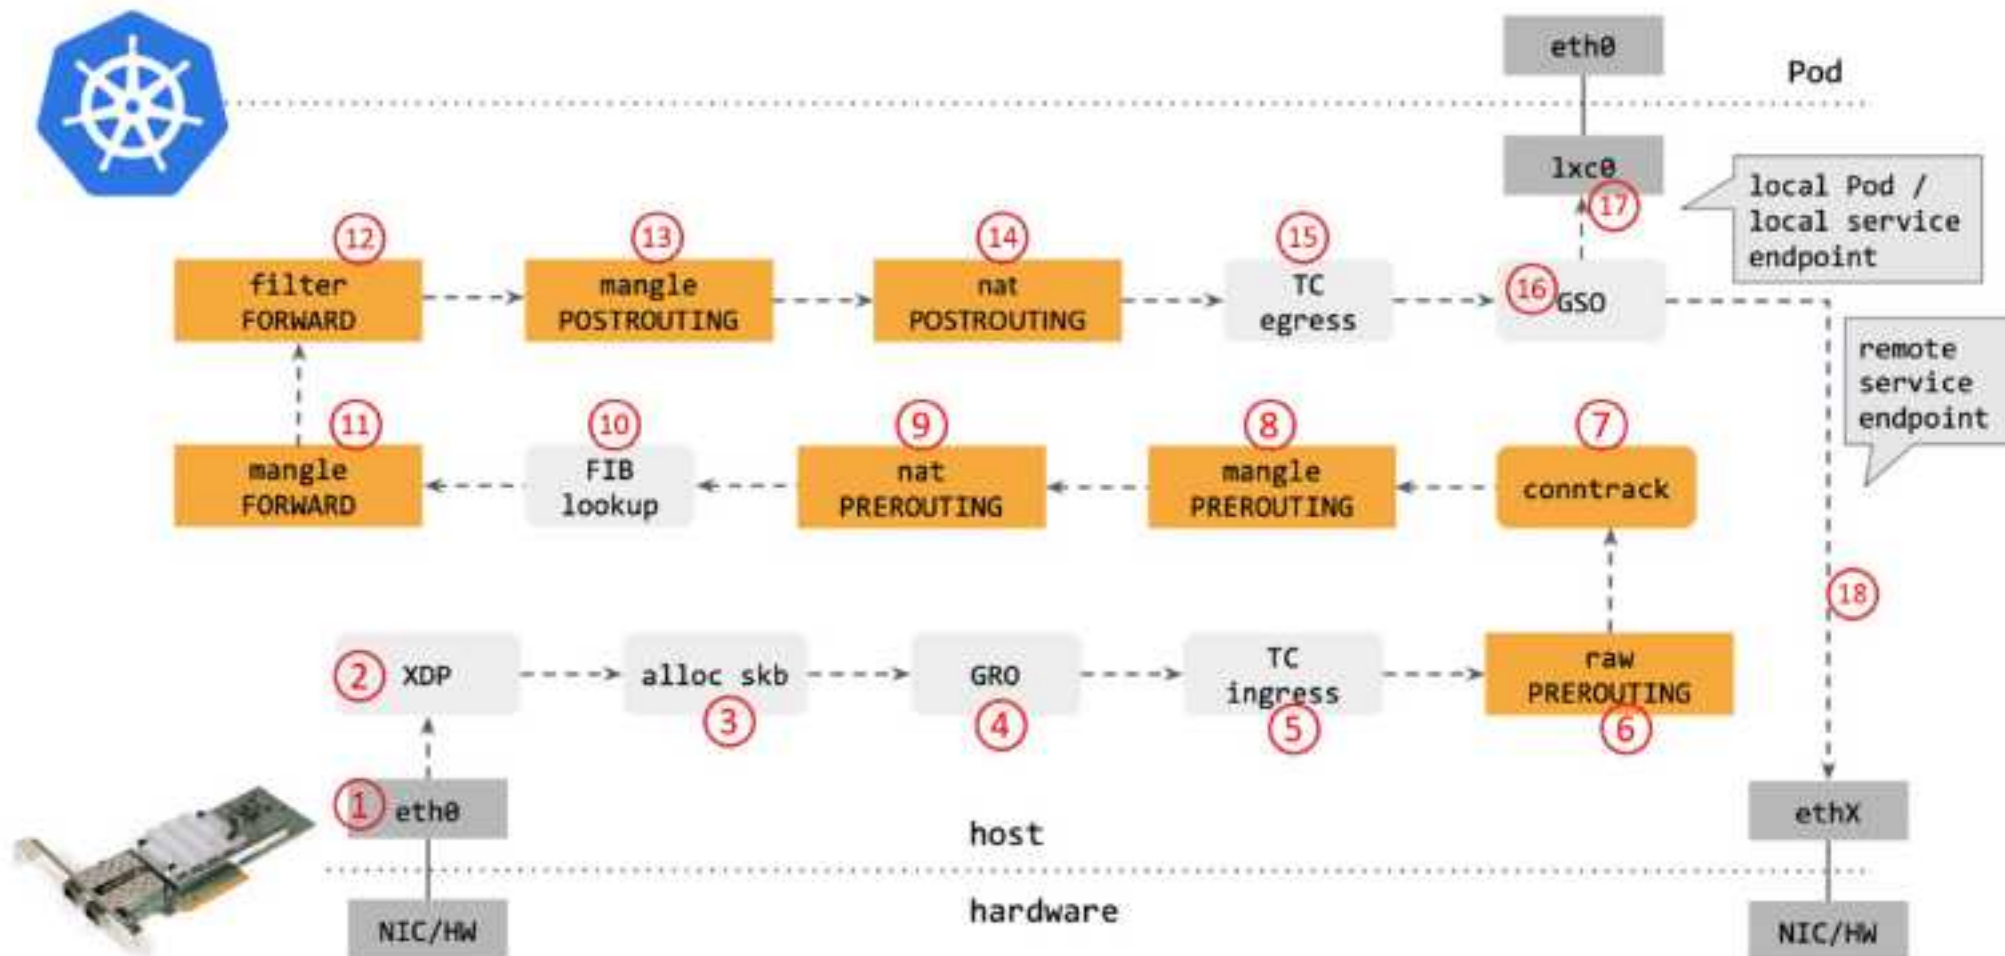 eth0
Pod
lxc0
17
local Pod /
local service
endpoint
12
filter
FORWARD
13
mangle
POSTROUTING
14
nat
POSTROUTING
15
TC
egress
16
GSO
remote
service
endpoint
11
mangle
FORWARD
10
FIB
lookup
9
nat
PREROUTING
8
mangle
PREROUTING
7
conntrack
18
2
XDP
alloc skb
3
GRO
4
TC
ingress
5
raw
PREROUTING
6
1
eth0
host
ethX
hardware
NIC/HW
NIC/HW